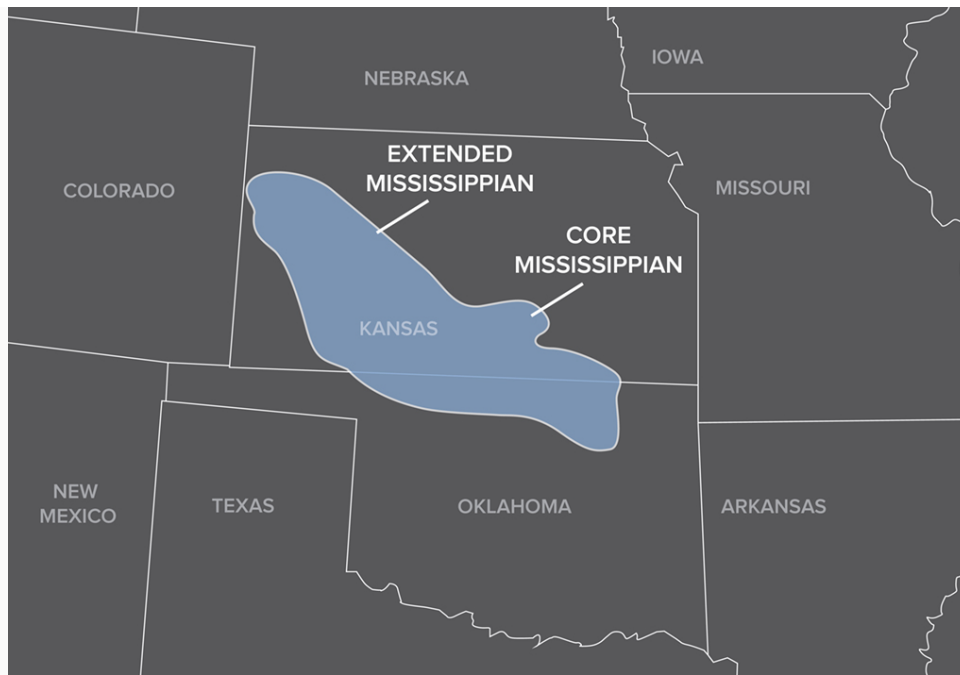 IOWA
NEBRASKA
EXTENDED
MISSISSIPPIAN
COLORADO
MISSOURI
CORE
MISSISSIPPIAN
KANSAS
NEW
MEXICO
TEXAS
OKLAHOMA
ARKANSAS